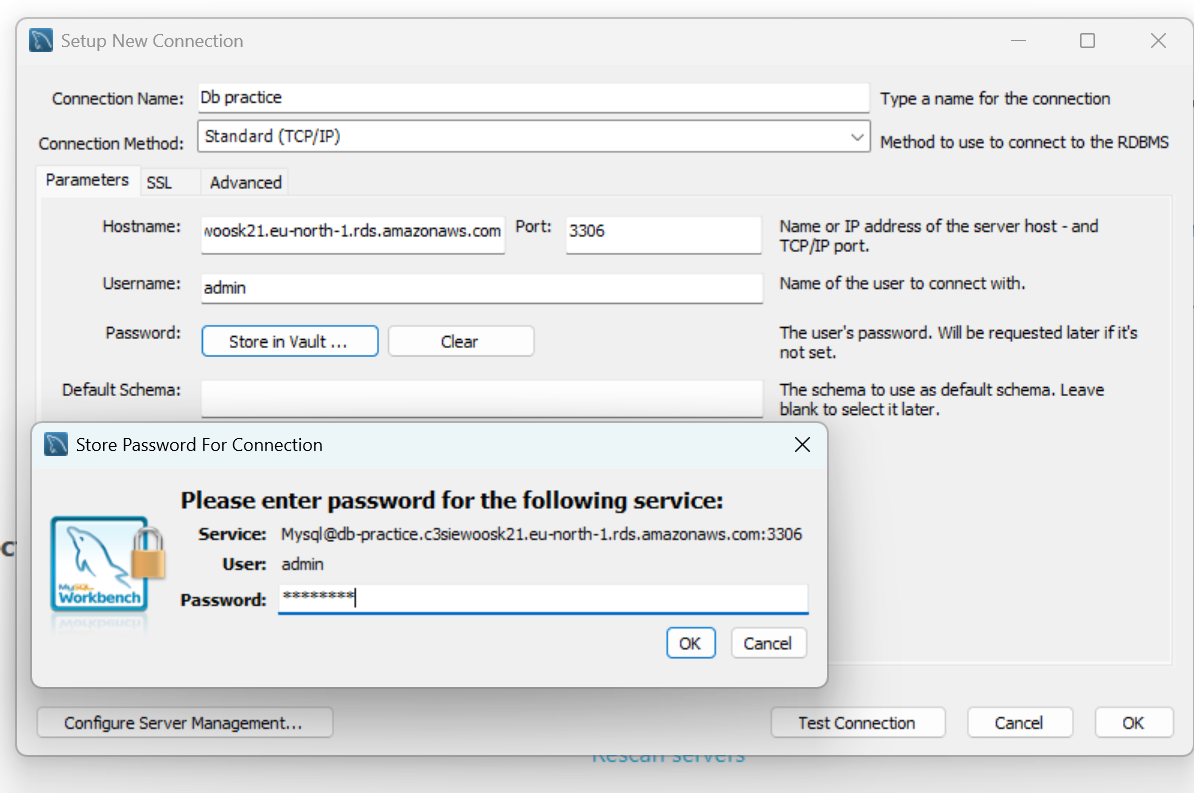 Setup New Connection
Connection Name: Db practice Type a name for the connection
Connection Method: Standard (TCP/IP) Method to use to connect to the RDBMS
Parameters SSL Advanced
Hostname: woosk21.eu-north-1.rds.amazonaws.com Port: 3306 Name or IP address of the server host - and
TCP/IP port.
Username: admin Name of the user to connect with.
Password: Store in Vault ... Clear The user's password. Will be requested later if it's
not set.
Default Schema: The schema to use as default schema. Leave
blank to select it later.
Store Password For Connection
Please enter password for the following service:
Service: Mysql@db-practice.c3siewoosk21.eu-north-1.rds.amazonaws.com:3306
User: admin
MySQL
Workbench
Password: ********
OK Cancel
Configure Server Management... Test Connection Cancel OK
Rescan servers